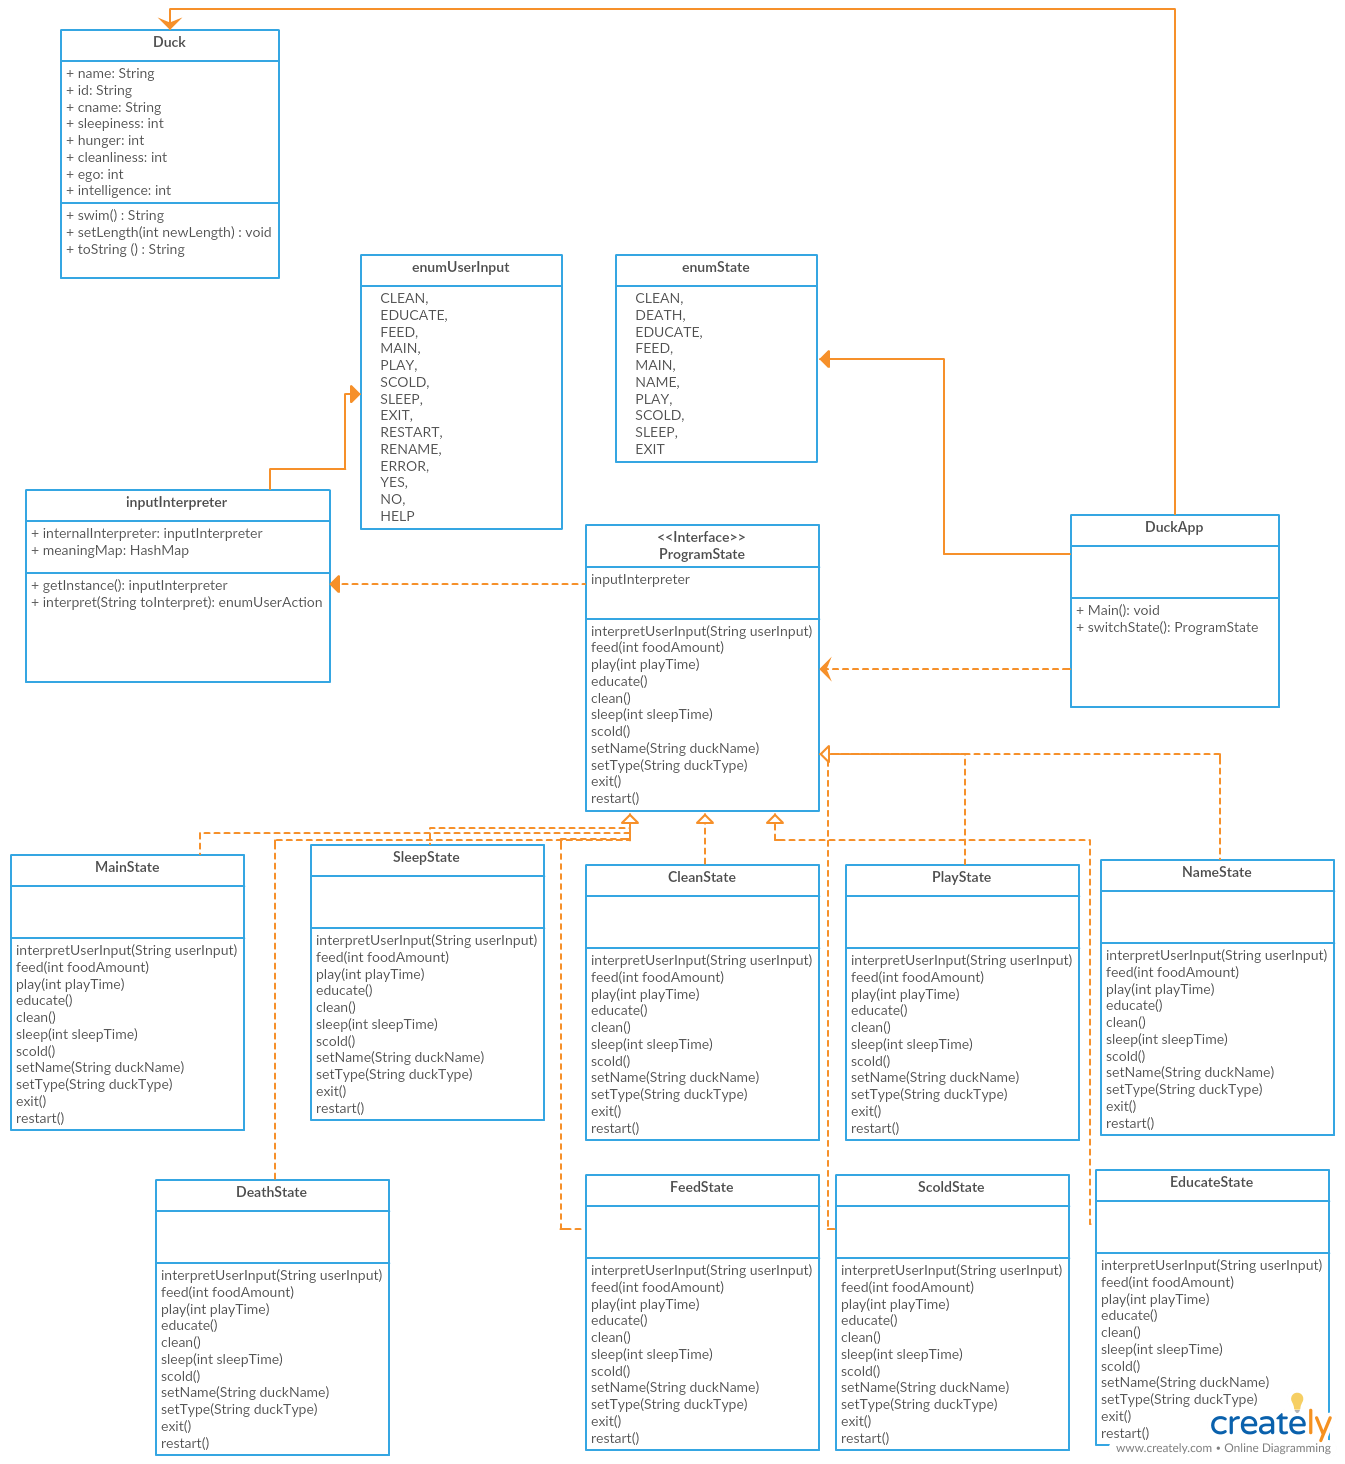 Duck
+ name: String
+ id: String
+ cname: String
+ sleepiness: int
+ hunger: int
+ cleanliness: int
+ ego: int
+ intelligence: int
+ swim() : String
+ setLength(int newLength) : void
+ toString () : String
enumUserInput
CLEAN,
EDUCATE,
FEED,
MAIN,
PLAY,
SCOLD,
SLEEP,
EXIT,
RESTART,
RENAME,
ERROR,
YES,
NO,
HELP
enumState
CLEAN,
DEATH,
EDUCATE,
FEED,
MAIN,
NAME,
PLAY,
SCOLD,
SLEEP,
EXIT
inputInterpreter
+ internalInterpreter: inputInterpreter
+ meaningMap: HashMap
+ getInstance(): inputInterpreter
+ interpret(String toInterpret): enumUserAction
<<Interface>>
ProgramState
inputInterpreter
interpretUserInput(String userInput)
feed(int foodAmount)
play(int playTime)
educate()
clean()
sleep(int sleepTime)
scold()
setName(String duckName)
setType(String duckType)
exit()
restart()
DuckApp
+ Main(): void
+ switchState(): ProgramState
MainState
interpretUserInput(String userInput)
feed(int foodAmount)
play(int playTime)
educate()
clean()
sleep(int sleepTime)
scold()
setName(String duckName)
setType(String duckType)
exit()
restart()
SleepState
interpretUserInput(String userInput)
feed(int foodAmount)
play(int playTime)
educate()
clean()
sleep(int sleepTime)
scold()
setName(String duckName)
setType(String duckType)
exit()
restart()
CleanState
interpretUserInput(String userInput)
feed(int foodAmount)
play(int playTime)
educate()
clean()
sleep(int sleepTime)
scold()
setName(String duckName)
setType(String duckType)
exit()
restart()
PlayState
interpretUserInput(String userInput)
feed(int foodAmount)
play(int playTime)
educate()
clean()
sleep(int sleepTime)
scold()
setName(String duckName)
setType(String duckType)
exit()
restart()
NameState
interpretUserInput(String userInput)
feed(int foodAmount)
play(int playTime)
educate()
clean()
sleep(int sleepTime)
scold()
setName(String duckName)
setType(String duckType)
exit()
restart()
DeathState
interpretUserInput(String userInput)
feed(int foodAmount)
play(int playTime)
educate()
clean()
sleep(int sleepTime)
scold()
setName(String duckName)
setType(String duckType)
exit()
restart()
FeedState
interpretUserInput(String userInput)
feed(int foodAmount)
play(int playTime)
educate()
clean()
sleep(int sleepTime)
scold()
setName(String duckName)
setType(String duckType)
exit()
restart()
ScoldState
interpretUserInput(String userInput)
feed(int foodAmount)
play(int playTime)
educate()
clean()
sleep(int sleepTime)
scold()
setName(String duckName)
setType(String duckType)
exit()
restart()
EducateState
interpretUserInput(String userInput)
feed(int foodAmount)
play(int playTime)
educate()
clean()
sleep(int sleepTime)
scold()
setName(String duckName)
setType(String duckType)
exit()
restart()
creately
www.creately.com • Online Diagramming